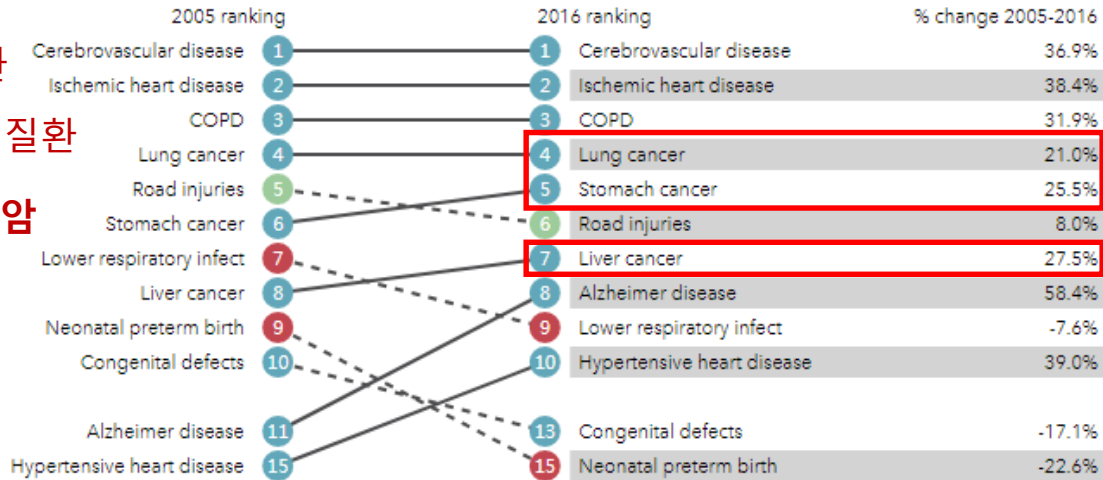 2005 ranking 2016 ranking % change 2005-2016
Cerebrovascular disease 1 1 Cerebrovascular disease 36.9%
Ischemic heart disease 2 2 Ischemic heart disease 38.4%
질환
COPD 3 3 COPD 31.9%
Lung cancer 4 4 Lung cancer 21.0%
Road injuries 5 5 Stomach cancer 25.5%
암
Stomach cancer 6 6 Road injuries 8.0%
Lower respiratory infect 7 7 Liver cancer 27.5%
Liver cancer 8 8 Alzheimer disease 58.4%
Neonatal preterm birth 9 9 Lower respiratory infect -7.6%
Congenital defects 10 10 Hypertensive heart disease 39.0%
Alzheimer disease 11 13 Congenital defects -17.1%
Hypertensive heart disease 15 15 Neonatal preterm birth -22.6%